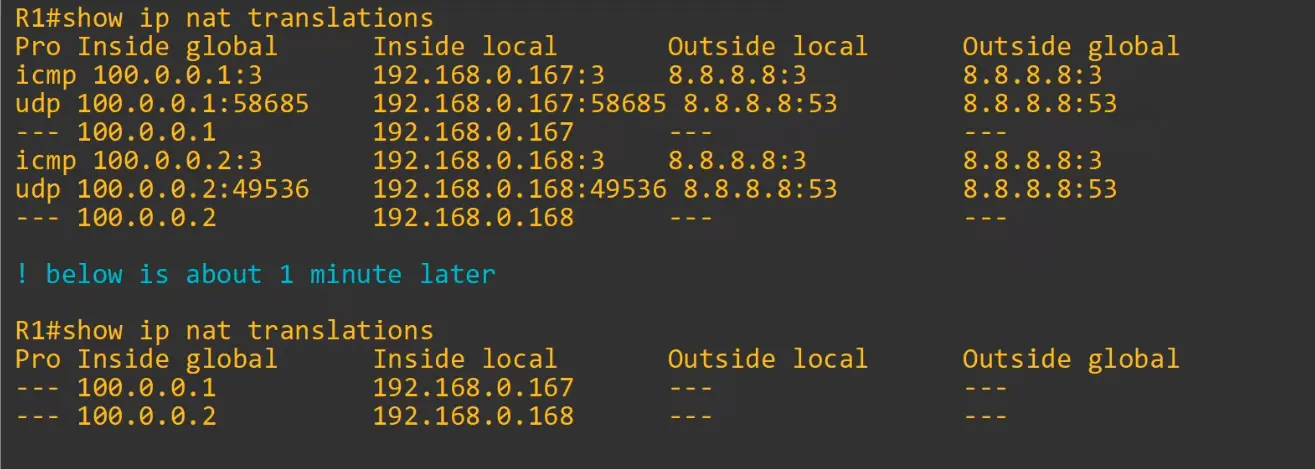 R1#show ip nat translations
Pro Inside global      Inside local       Outside local      Outside global
icmp 100.0.0.1:3       192.168.0.167:3    8.8.8.8:3          8.8.8.8:3
udp 100.0.0.1:58685    192.168.0.167:58685 8.8.8.8:53        8.8.8.8:53
--- 100.0.0.1          192.168.0.167      ---                ---
icmp 100.0.0.2:3       192.168.0.168:3    8.8.8.8:3          8.8.8.8:3
udp 100.0.0.2:49536    192.168.0.168:49536 8.8.8.8:53        8.8.8.8:53
--- 100.0.0.2          192.168.0.168      ---                ---
! below is about 1 minute later
R1#show ip nat translations
Pro Inside global      Inside local       Outside local      Outside global
--- 100.0.0.1          192.168.0.167      ---                ---
--- 100.0.0.2          192.168.0.168      ---                ---